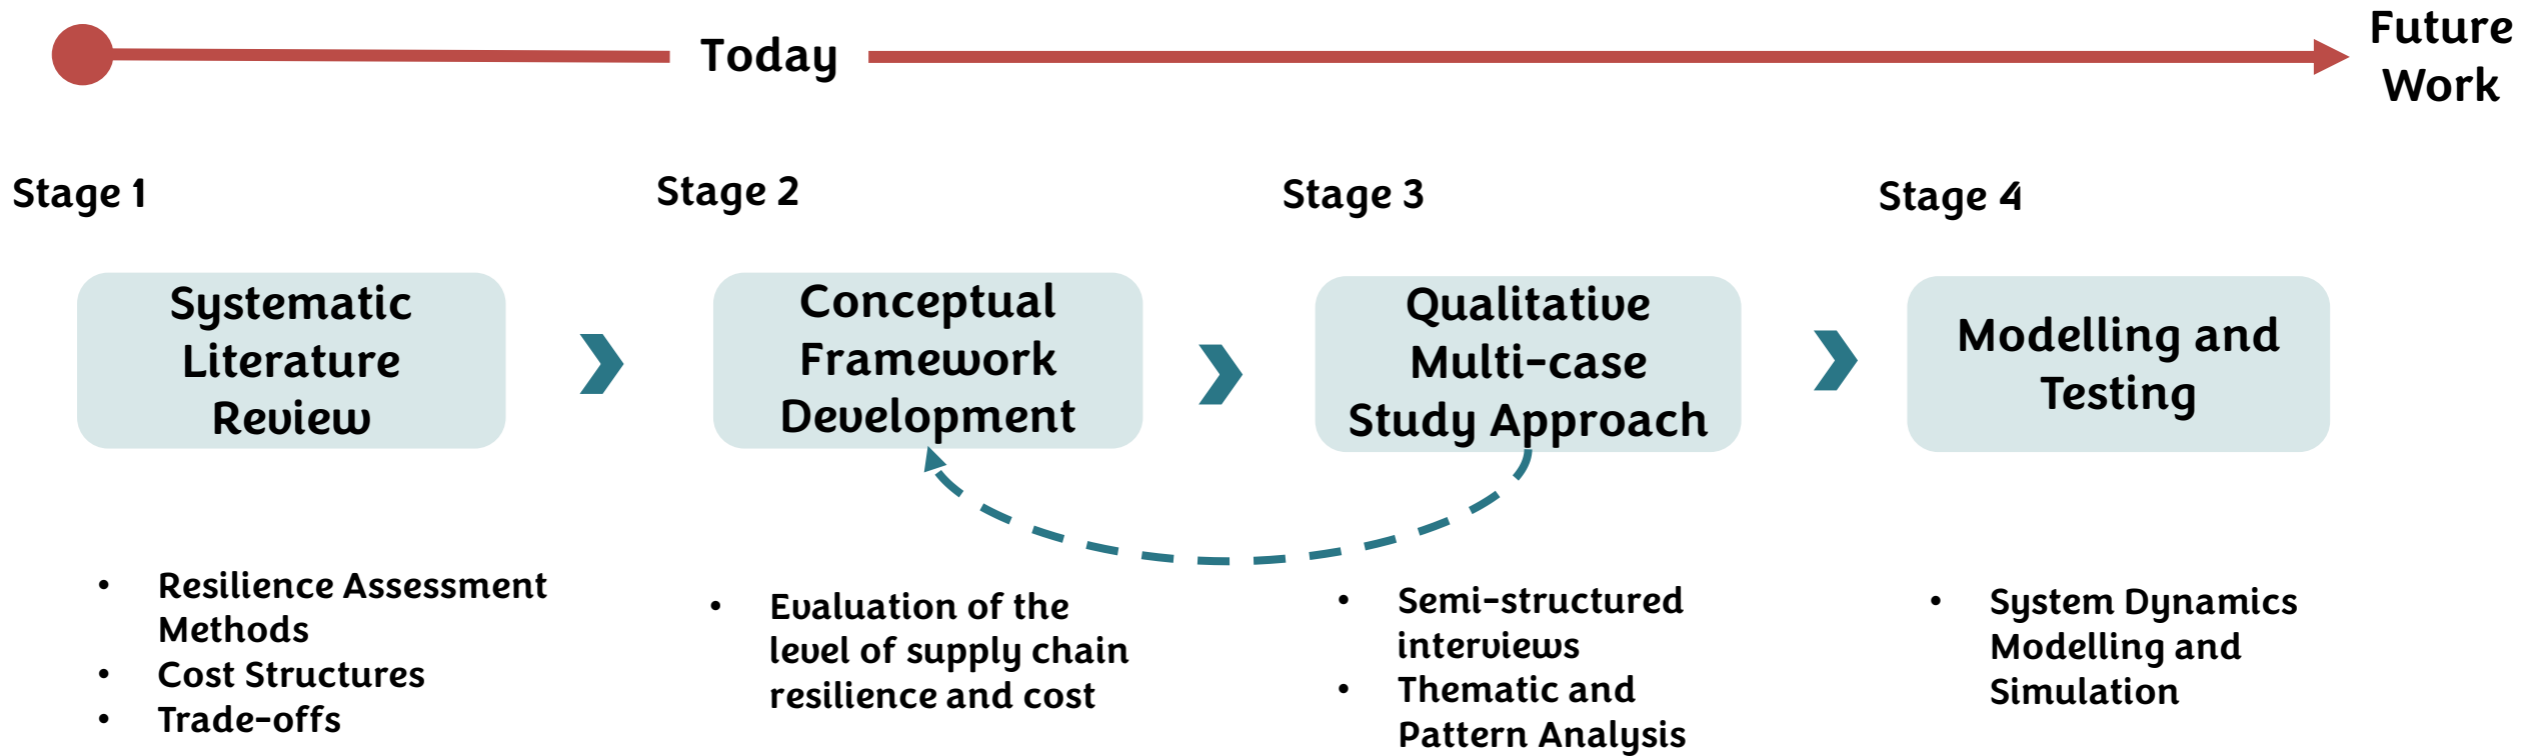 Today
Future
Work
Stage 1
Stage 2
Stage 3
Stage 4
Systematic
Literature
Review
Conceptual
Framework
Development
Qualitative
Multi-case
Study Approach
Modelling and
Testing
• Resilience Assessment
Methods
• Cost Structures
• Trade-offs
• Evaluation of the
level of supply chain
resilience and cost
• Semi-structured
interviews
• Thematic and
Pattern Analysis
• System Dynamics
Modelling and
Simulation